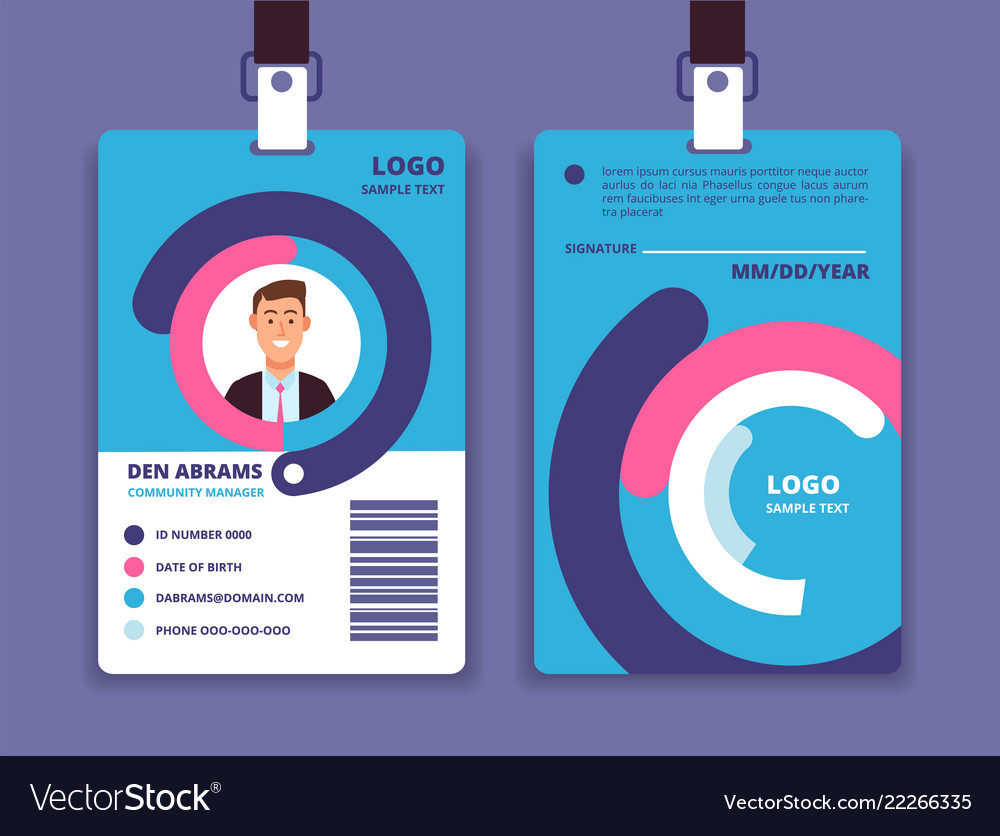 LOGO
SAMPLE TEXT
DEN ABRAMS
COMMUNITY MANAGER
ID NUMBER 0000
DATE OF BIRTH
DABRAMS@DOMAIN.COM
PHONE OOO-OOO-OOO
lorem ipsum cursus mauris porttitor neque auctor
aurlus do laci nia Phasellus congue lacus aurum
rem faucibuses Int eger urna guele tus non phare-
tra placerat
SIGNATURE
MM/DD/YEAR
LOGO
SAMPLE TEXT
VectorStock®
VectorStock.com/22266335